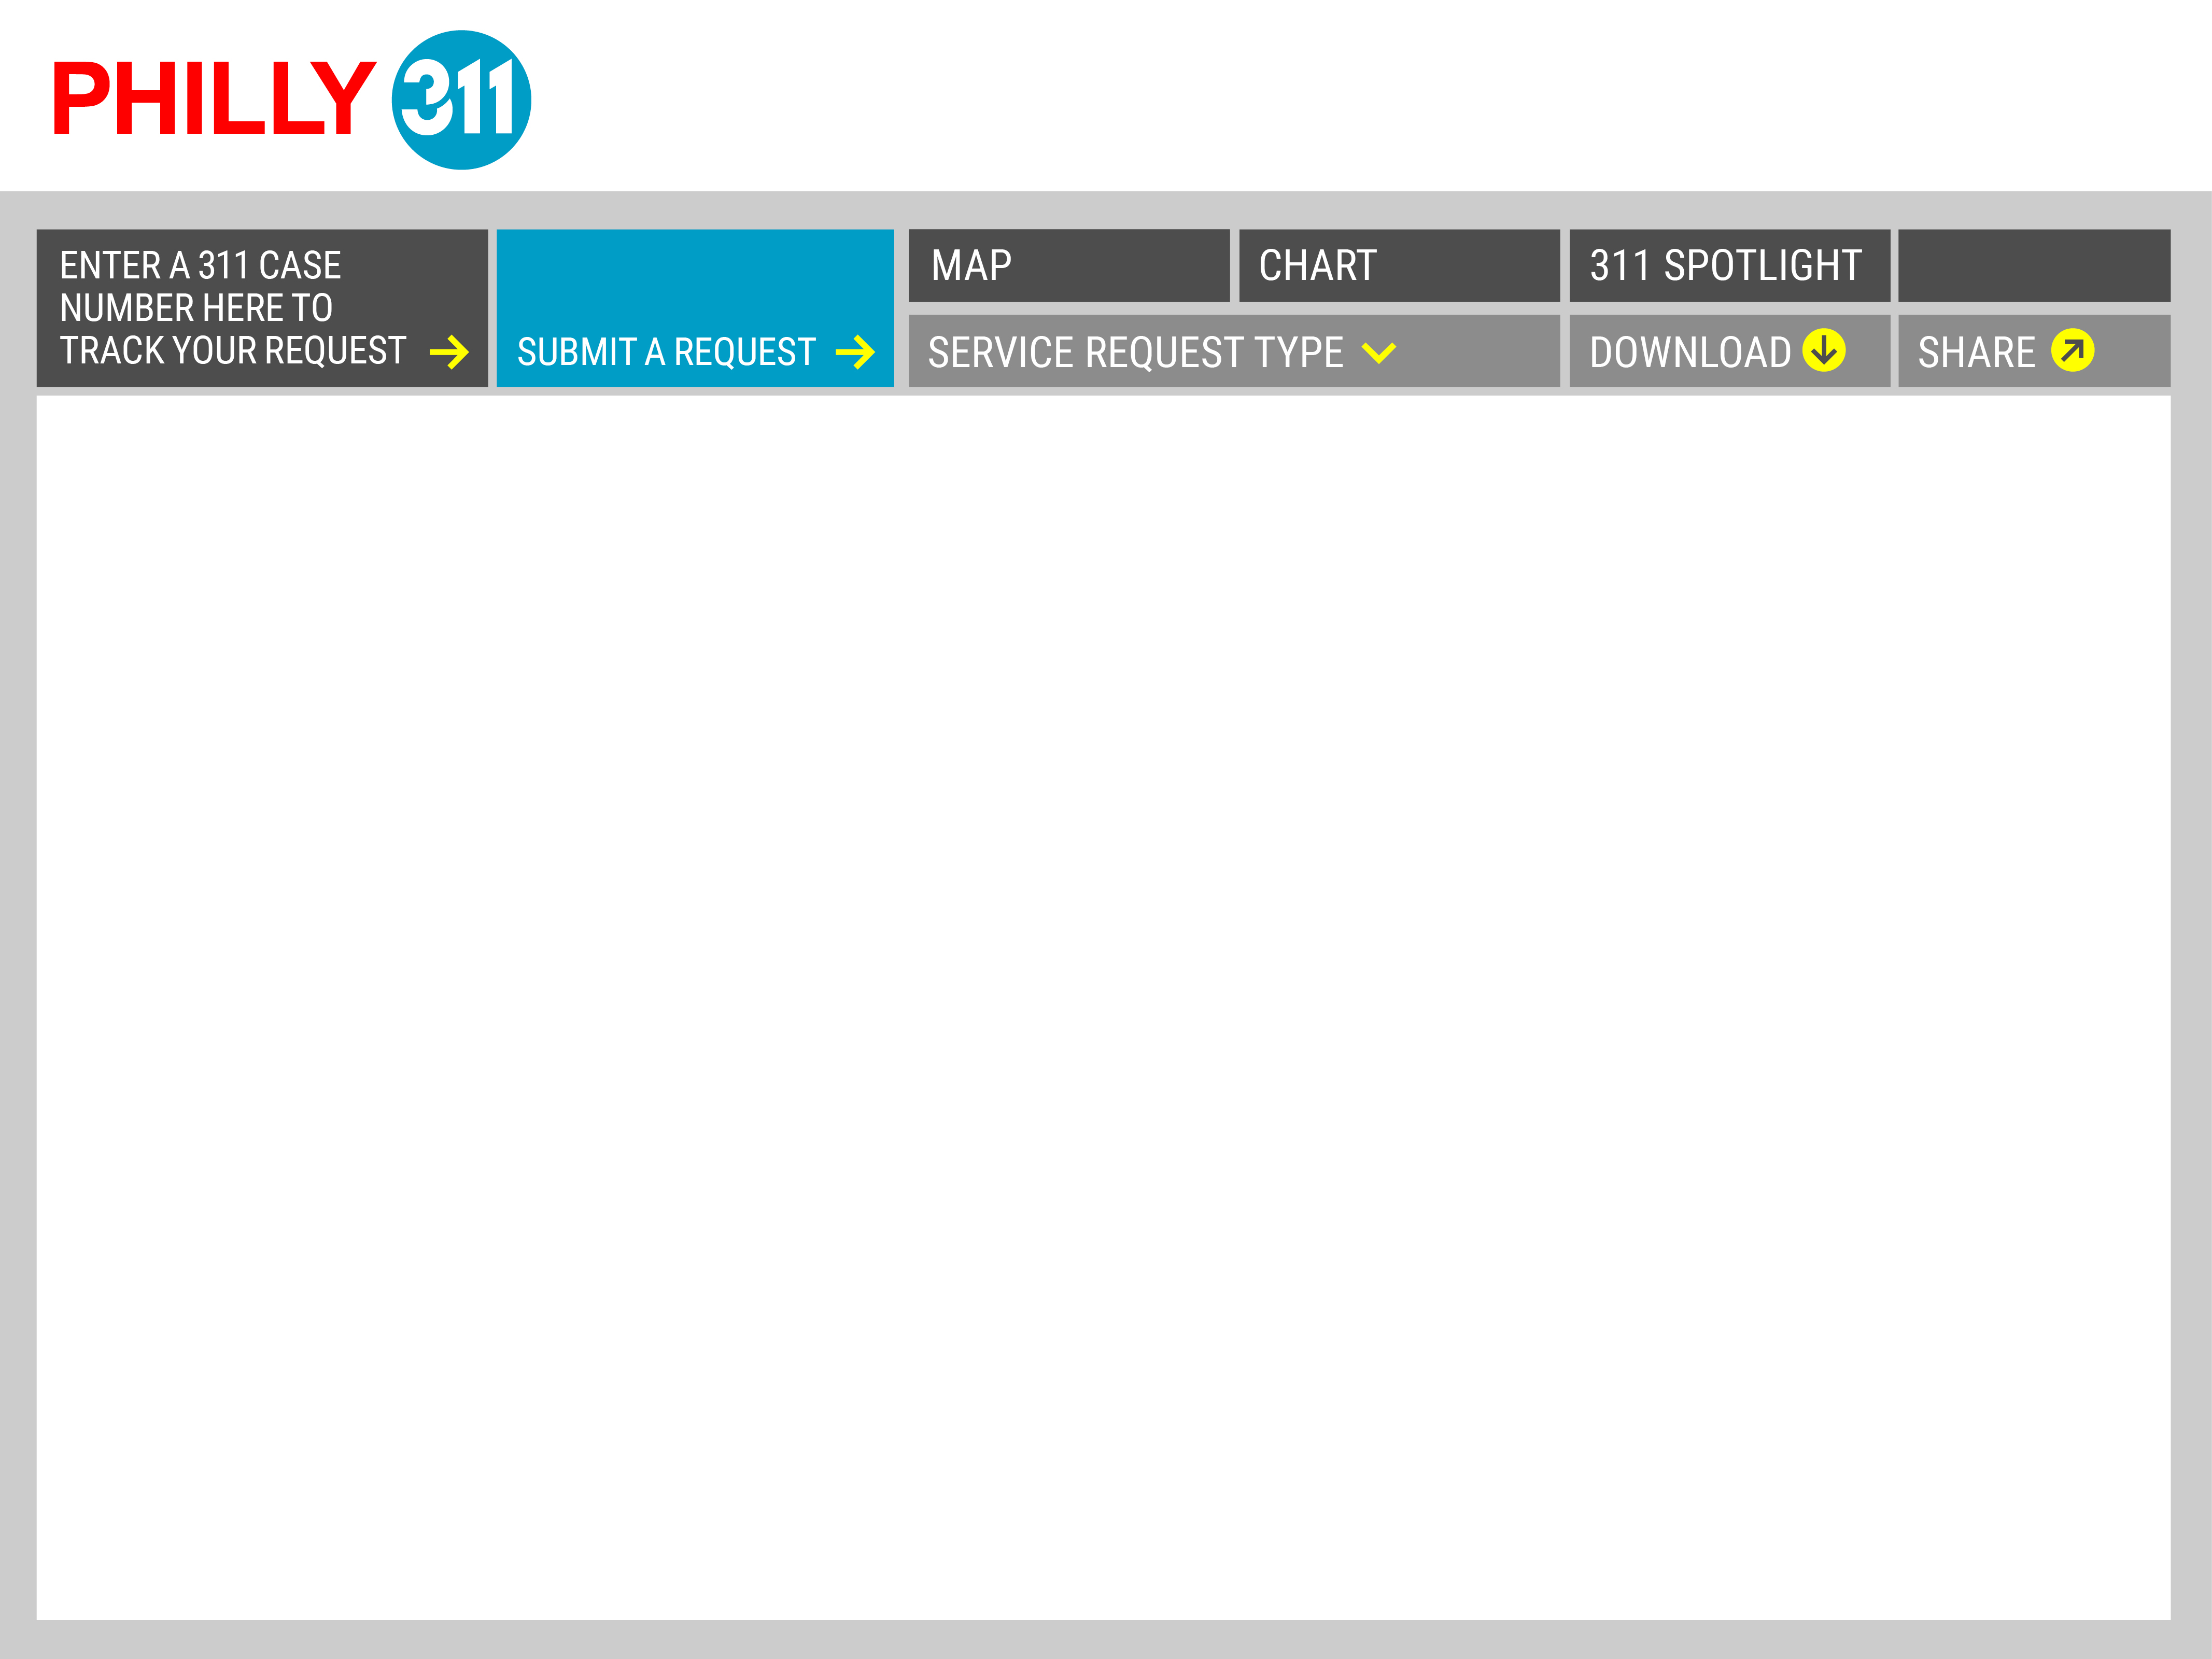 PHILLY 311
ENTER A 311 CASE
NUMBER HERE TO
TRACK YOUR REQUEST
SUBMIT A REQUEST
MAP
CHART
311 SPOTLIGHT
SERVICE REQUEST TYPE
DOWNLOAD
SHARE